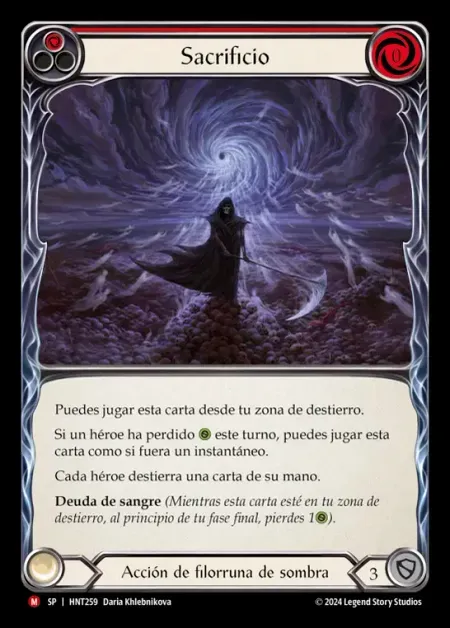 Sacrificio
0
Puedes jugar esta carta desde tu zona de destierro.
Si un héroe ha perdido este turno, puedes jugar esta
carta como si fuera un instantáneo.
Cada héroe destierra una carta de su mano.
Deuda de sangre (Mientras esta carta esté en tu zona de
destierro, al principio de tu fase final, pierdes 1).
Acción de filorruna de sombra
3
M SP | HNT259 Daria Khlebnikova
© 2024 Legend Story Studios